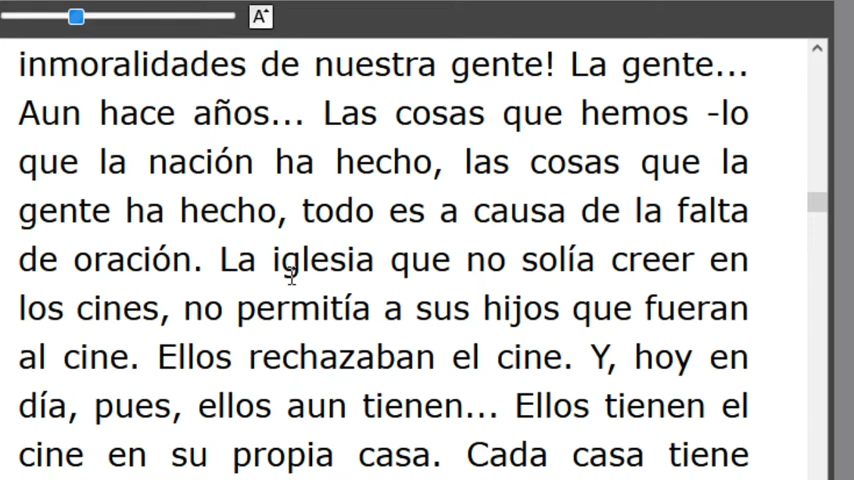 A
inmoralidades de nuestra gente! La gente...
Aun hace años... Las cosas que hemos -lo
que la nación ha hecho, las cosas que la
gente ha hecho, todo es a causa de la falta
de oración. La iglesia que no solía creer en
los cines, no permitía a sus hijos que fueran
al cine. Ellos rechazaban el cine. Y, hoy en
día, pues, ellos aun tienen... Ellos tienen el
cine en su propia casa. Cada casa tiene